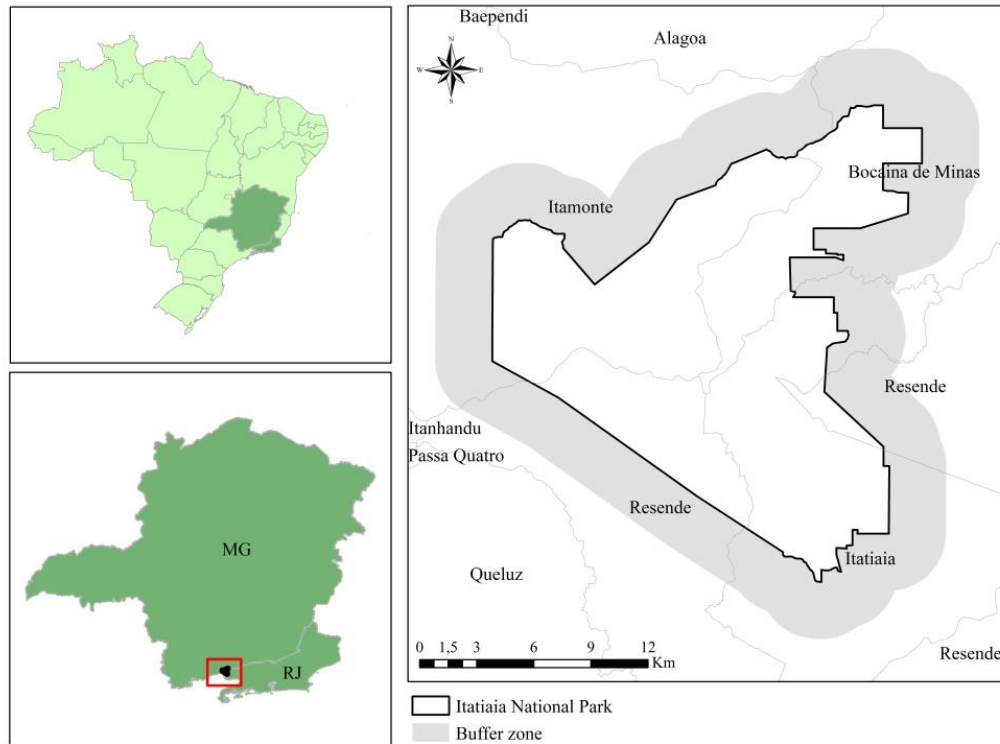 MG
RJ
Baependi
Alagoa
N
W
E
S
Bocaina de Minas
Itamonte
Resende
Itanhandu
Passa Quatro
Resende
Itatiaia
Queluz
Resende
0 1,5 3 6 9 12
Km
Itatiaia National Park
Buffer zone